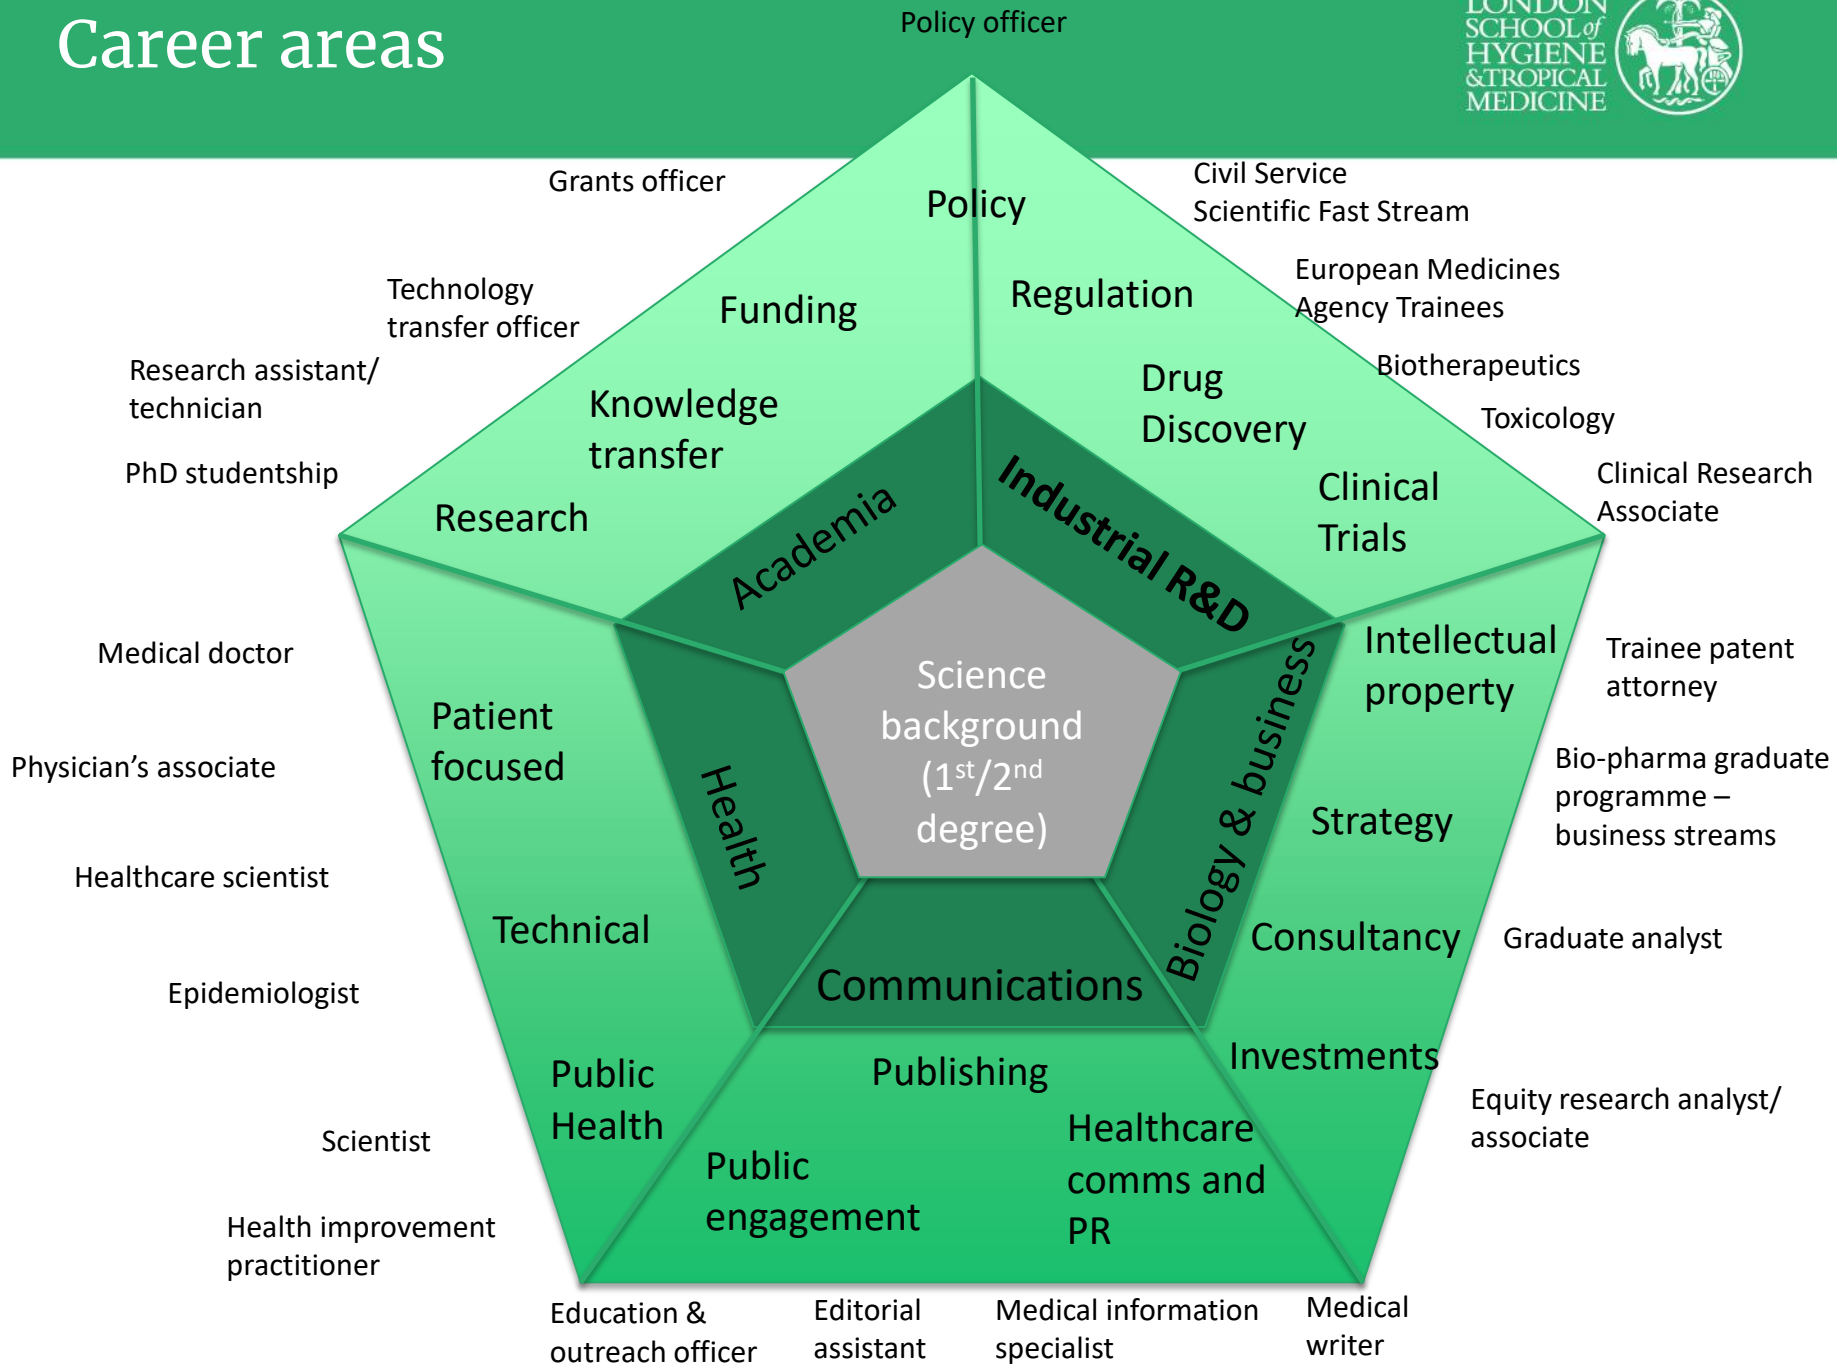 Career areas
Policy officer
LONDON
SCHOOL of
HYGIENE
& TROPICAL
MEDICINE
Grants officer
Civil Service
Scientific Fast Stream
Policy
Technology
transfer officer
Funding
Regulation
European Medicines
Agency Trainees
Research assistant/
technician
Knowledge
transfer
Drug
Discovery
Biotherapeutics
Toxicology
PhD studentship
Research
Academia
Industrial R&D
Clinical
Trials
Clinical Research
Associate
Medical doctor
Patient
focused
Health
Science
background
(1st/2nd
degree)
Biology & business
Intellectual
property
Trainee patent
attorney
Physician's associate
Strategy
Bio-pharma graduate
programme –
business streams
Healthcare scientist
Technical
Communications
Consultancy
Graduate analyst
Epidemiologist
Public
Health
Publishing
Investments
Equity research analyst/
associate
Scientist
Public
engagement
Healthcare
comms and
PR
Health improvement
practitioner
Education &
outreach officer
Editorial
assistant
Medical information
specialist
Medical
writer